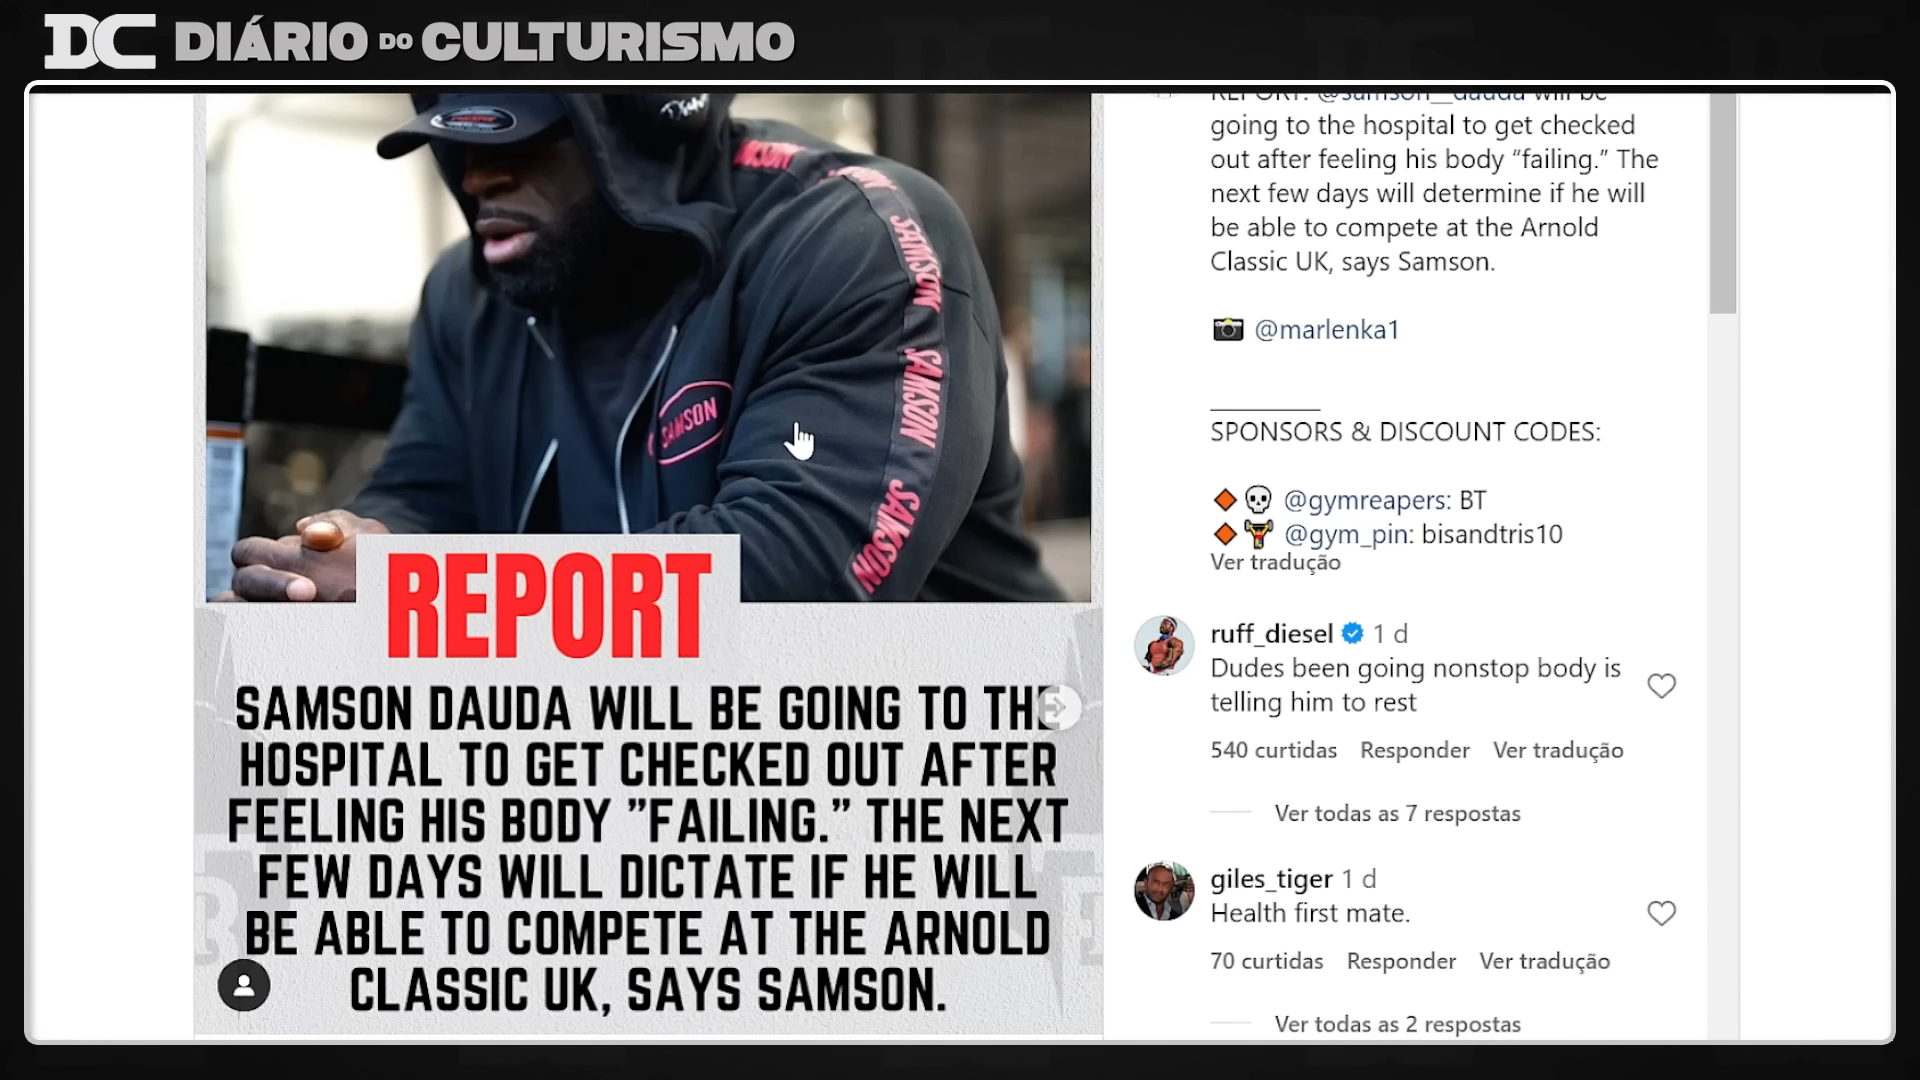 DC DIÁRIO DO CULTURISMO
SAMSON
SAMSON
SAMSON
SAMSON
SAMSON
REPORT
SAMSON DAUDA WILL BE GOING TO THE
HOSPITAL TO GET CHECKED OUT AFTER
FEELING HIS BODY ”FAILING.” THE NEXT
FEW DAYS WILL DICTATE IF HE WILL
BE ABLE TO COMPETE AT THE ARNOLD
CLASSIC UK, SAYS SAMSON.
REPORT: @samson__dauda will be
going to the hospital to get checked
out after feeling his body “failing.” The
next few days will determine if he will
be able to compete at the Arnold
Classic UK, says Samson.
@marlenka1
SPONSORS & DISCOUNT CODES:
@gymreapers: BT
@gym_pin: bisandtris10
Ver tradução
ruff_diesel 1 d
Dudes been going nonstop body is
telling him to rest
540 curtidas Responder Ver tradução
Ver todas as 7 respostas
giles_tiger 1 d
Health first mate.
70 curtidas Responder Ver tradução
Ver todas as 2 respostas